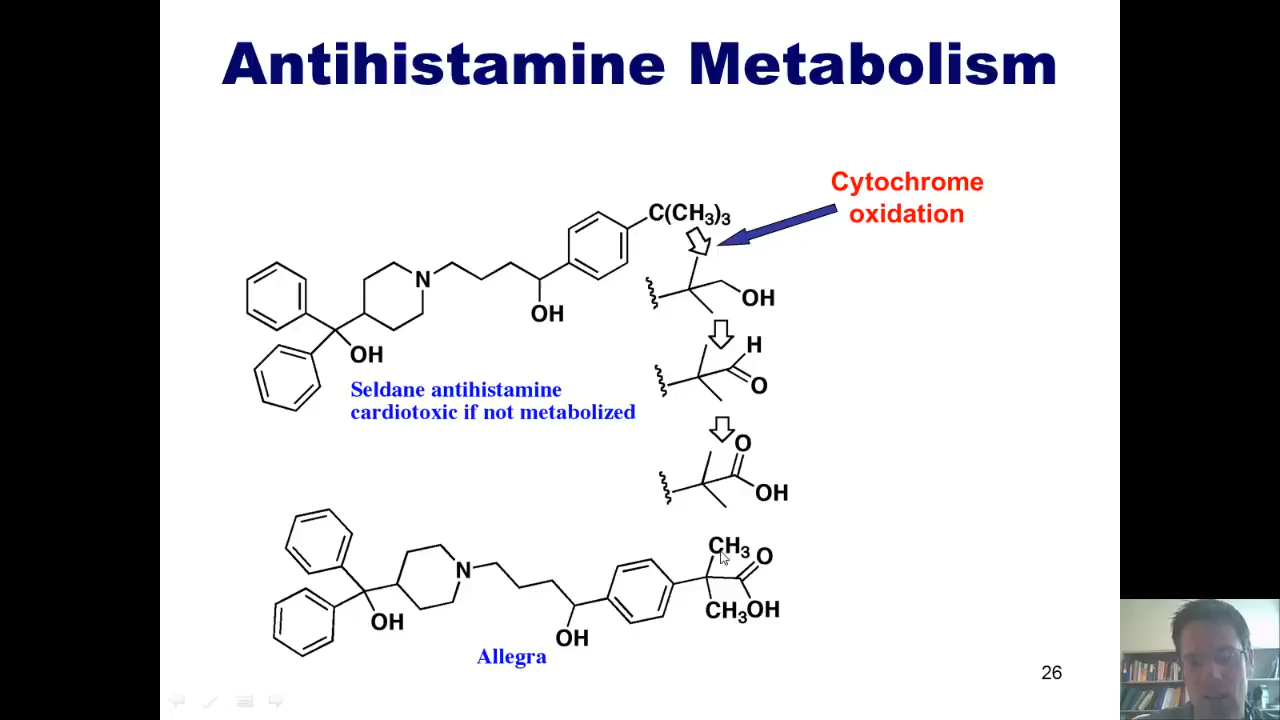 Antihistamine Metabolism
Cytochrome
oxidation
C(CH3)3
N
OH
OH
OH
H
O
Seldane antihistamine
cardiotoxic if not metabolized
O
OH
N
CH3
O
CH3
OH
OH
OH
Allegra
26